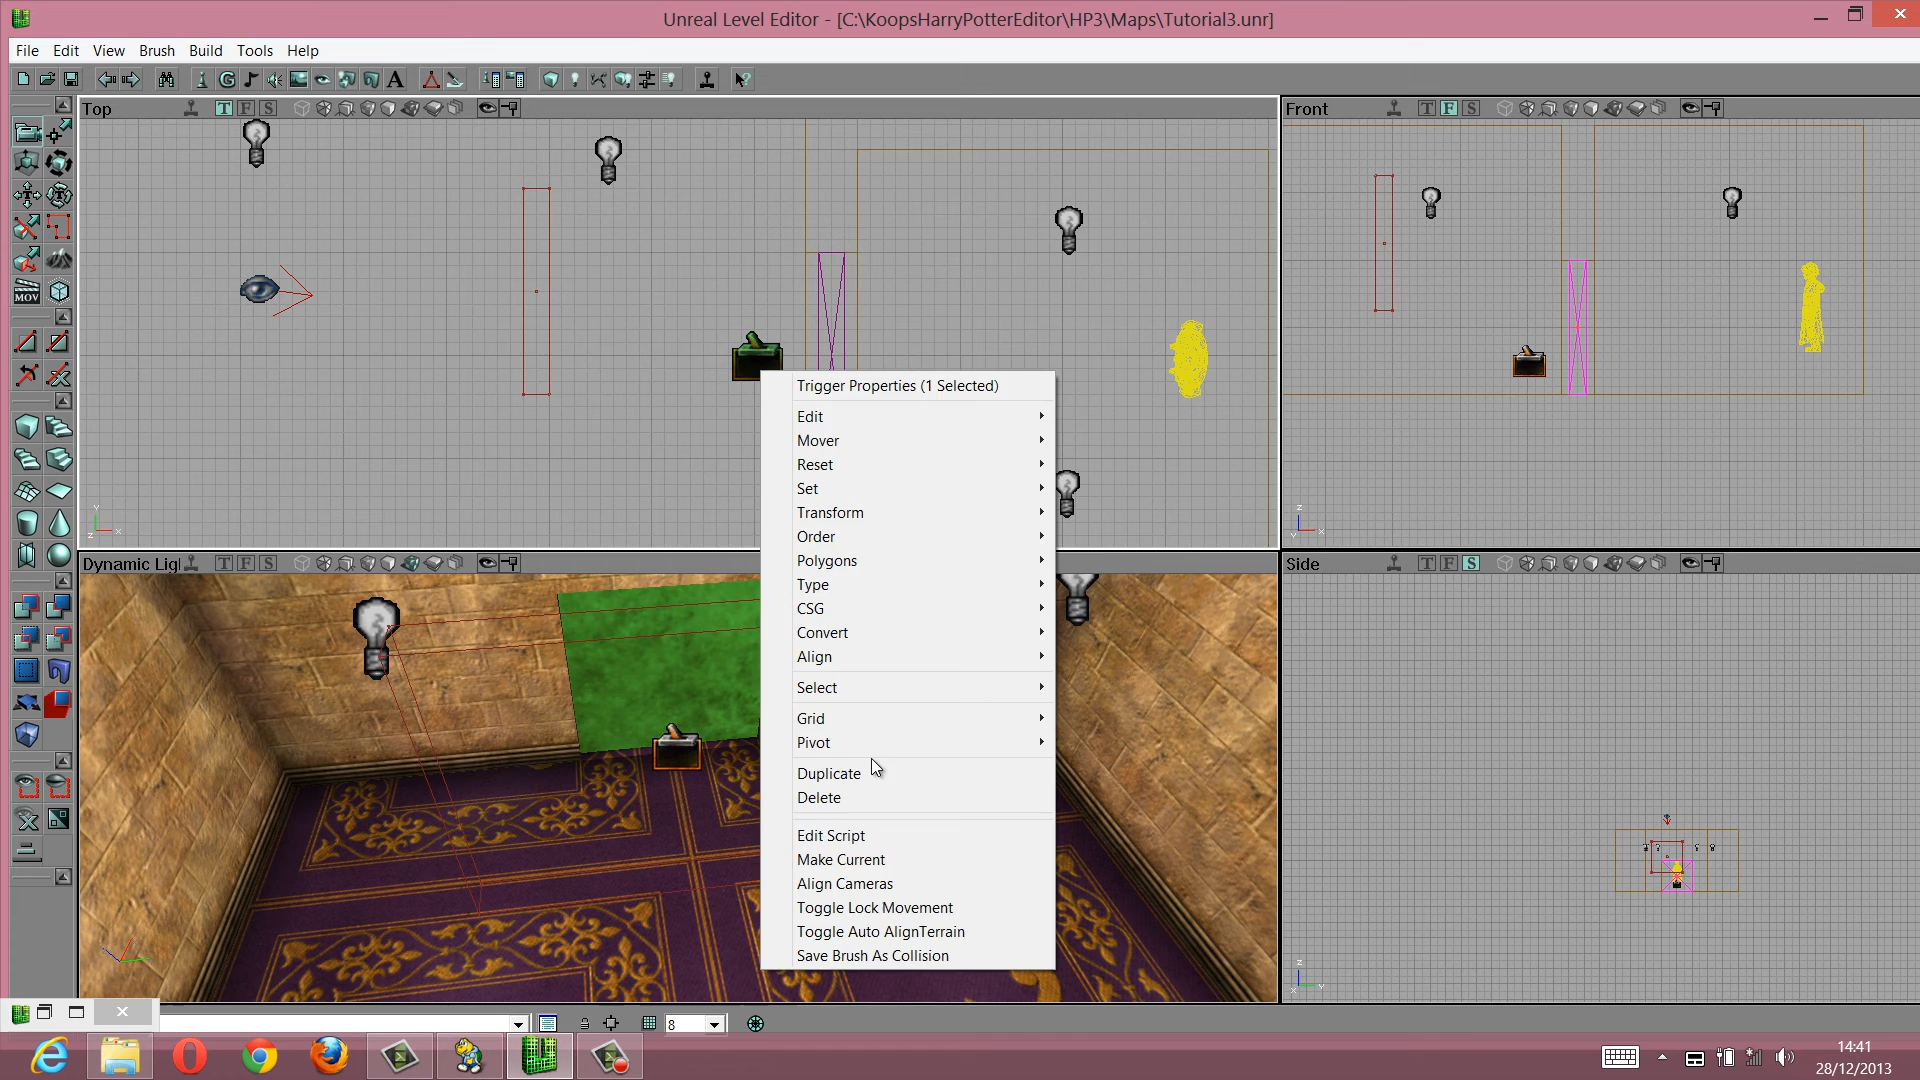 Unreal Level Editor - [C:\KoopsHarryPotterEditor\HP3\Maps\Tutorial3.unr]
File Edit View Brush Build Tools Help
Top T F S
Front T F S
MOV
Trigger Properties (1 Selected)
Edit
Mover
Reset
Set
Transform
Order
Polygons
Type
CSG
Convert
Align
Select
Grid
Pivot
Duplicate
Delete
Edit Script
Make Current
Align Cameras
Toggle Lock Movement
Toggle Auto AlignTerrain
Save Brush As Collision
Dynamic Lig T F S
Side T F S
8
14:41
28/12/2013